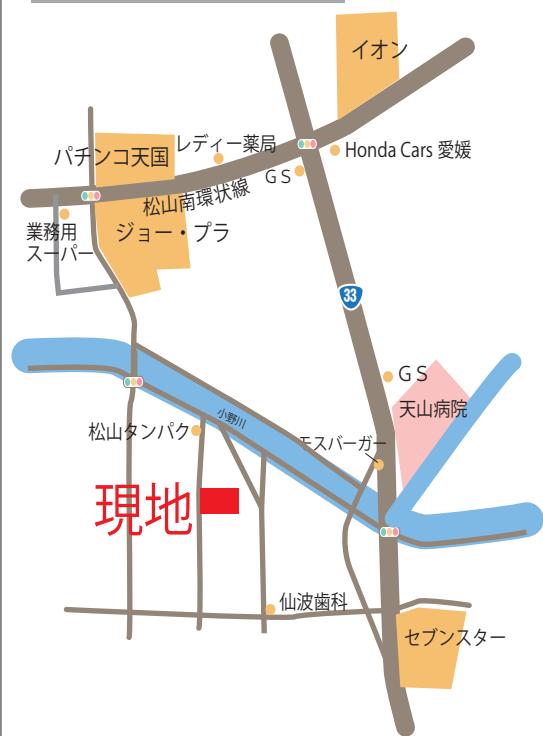 イオン
レディー薬局
パチンコ天国
Honda Cars 愛媛
GS
松山南環状線
業務用
スーパー
ジョー・プラ
33
GS
天山病院
小野川
松山タンパク
モスバーガー
現地
仙波歯科
セブンスター